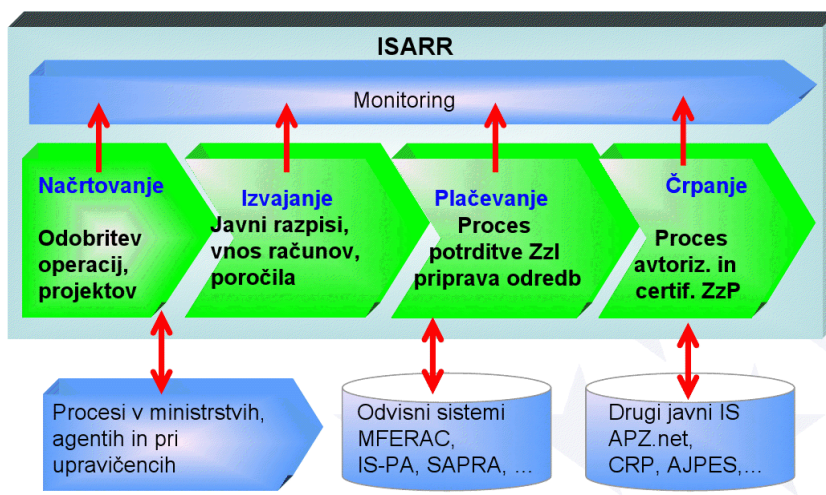 ISARR
Monitoring
Načrtovanje
Odobritev
operacij,
projektov
Izvajanje
Javni razpisi,
vnos računov,
poročila
Plačevanje
Proces
potrditve ZzI
priprava odredb
Črpanje
Proces
avtoriz. in
certif. ZzP
Procesi v ministrstvih,
agentih in pri
upravičencih
Odvisni sistemi
MFERAC,
IS-PA, SAPRA, ...
Drugi javni IS
APZ.net,
CRP, AJPES,...